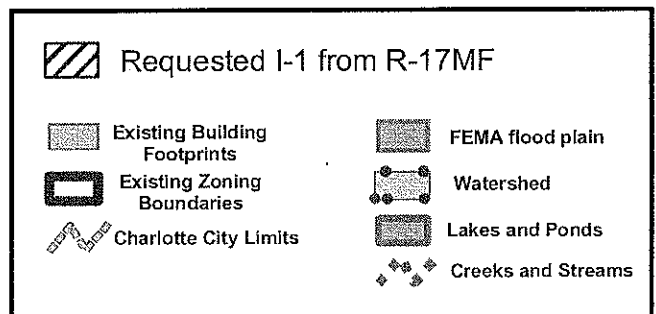 Requested I-1 from R-17MF
Existing Building
Footprints
Existing Zoning
Boundaries
Charlotte City Limits
FEMA flood plain
Watershed
Lakes and Ponds
Creeks and Streams